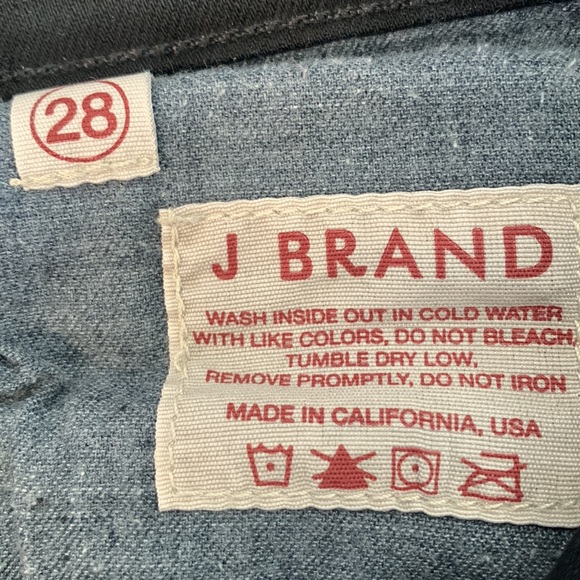 28
J BRAND
WASH INSIDE OUT IN COLD WATER
WITH LIKE COLORS, DO NOT BLEACH,
TUMBLE DRY LOW,
REMOVE PROMPTLY, DO NOT IRON
MADE IN CALIFORNIA, USA